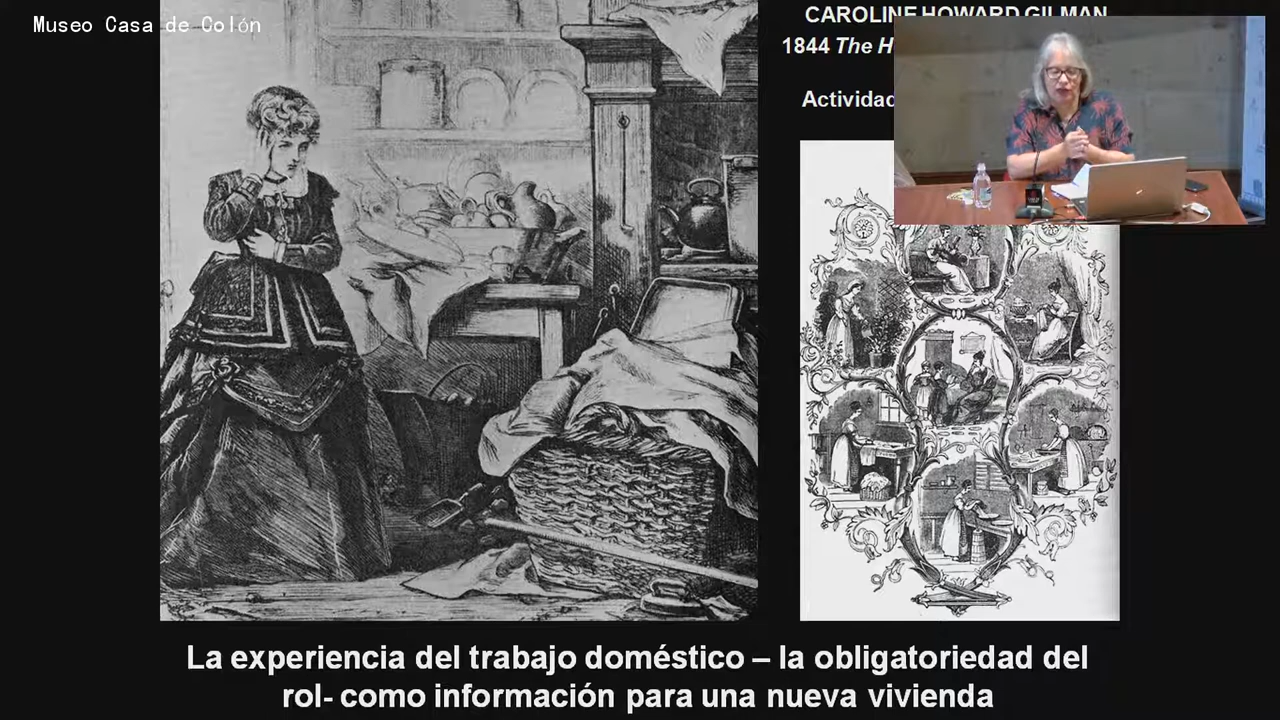 Museo Casa de Colón
CAROLINE HOWARD GILMAN
1844 The H
Actividad
La experiencia del trabajo doméstico – la obligatoriedad del
rol- como información para una nueva vivienda